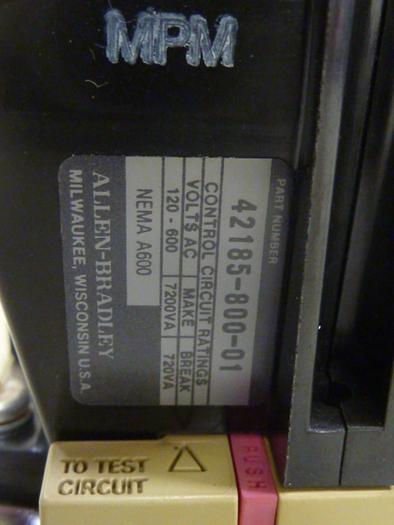 MPM
PART NUMBER
42185-800-01
CONTROL CIRCUIT RATINGS
VOLTS AC MAKE BREAK
120 - 600 7200VA 720VA
NEMA A600
ALLEN-BRADLEY
MILWAUKEE, WISCONSIN U.S.A.
TO TEST
CIRCUIT
PUSH